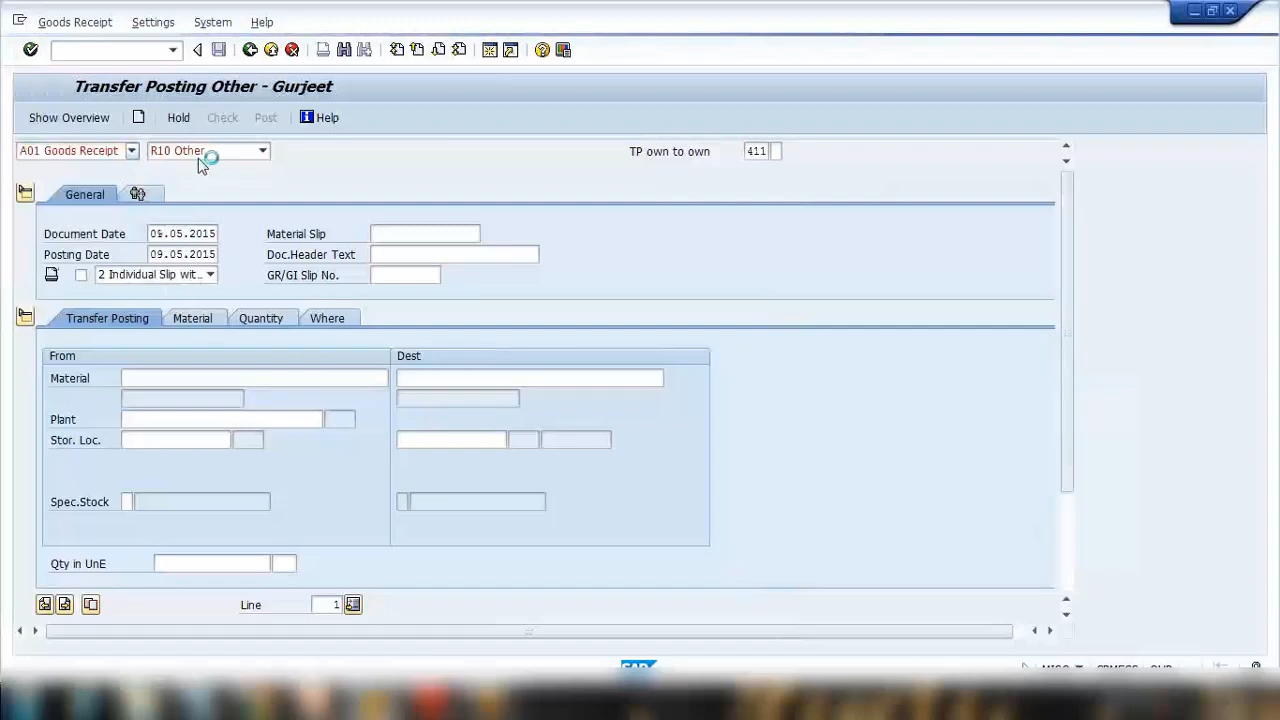 Goods Receipt Settings System Help
Transfer Posting Other - Gurjeet
Show Overview Hold Check Post Help
A01 Goods Receipt R10 Other TP own to own 411
General
Document Date 09.05.2015 Material Slip
Posting Date 09.05.2015 Doc.Header Text
2 Individual Slip wit... GR/GI Slip No.
Transfer Posting Material Quantity Where
From Dest
Material
Plant
Stor. Loc.
Spec.Stock
Qty in UnE
Line 1
SAP